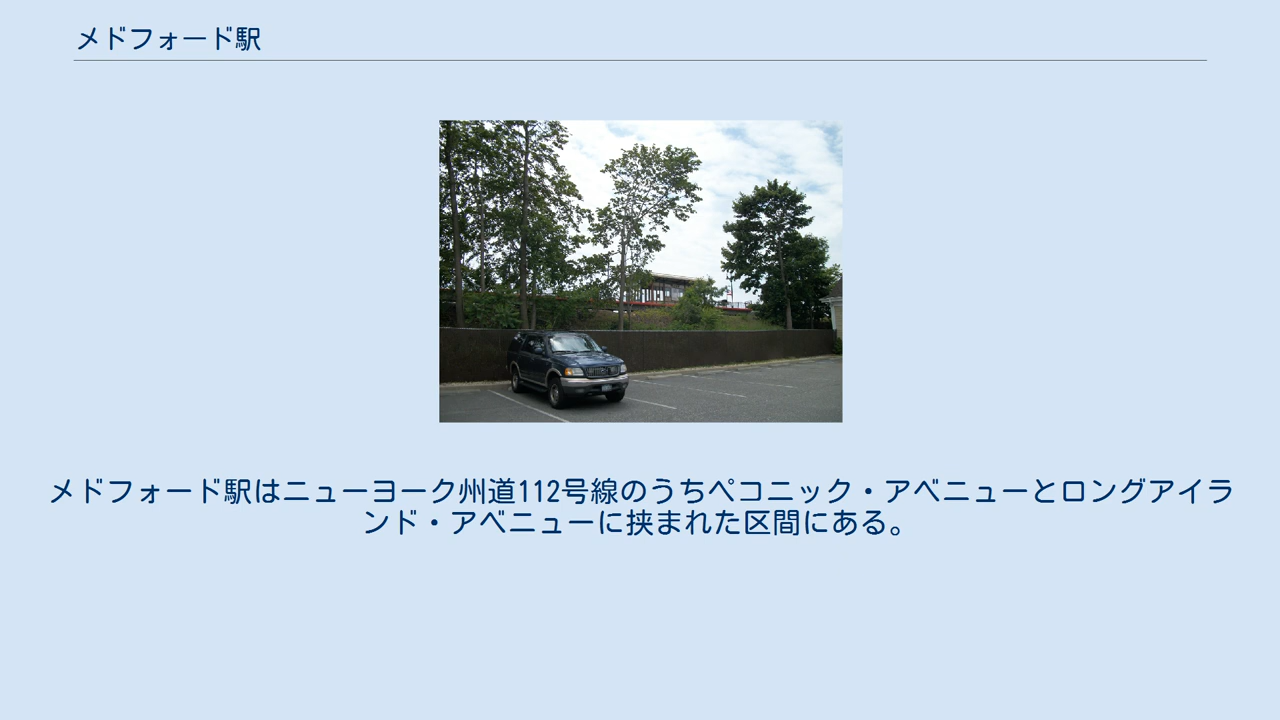 メドフォード駅
メドフォード駅はニューヨーク州道112号線のうちペコニック・アベニューとロングアイラ
ンド・アベニューに挟まれた区間にある。